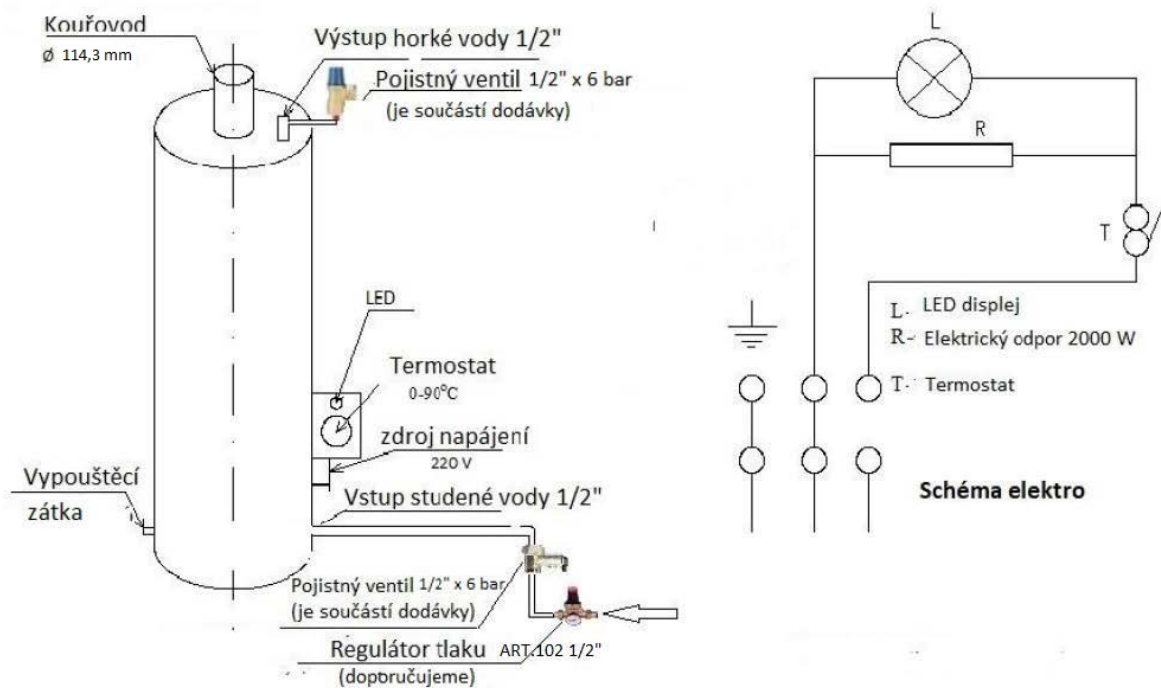 Kouřovod
Ø 114,3 mm
Výstup horké vody 1/2"
Pojistný ventil 1/2" x 6 bar
(je součástí dodávky)
LED
Termostat
0-90°C
zdroj napájení
220 V
Vypouštěcí
zátka
Vstup studené vody 1/2"
Pojistný ventil 1/2" x 6 bar
(je součástí dodávky)
Regulátor tlaku ART.102 1/2"
(doporučujeme)
L
R
T
L- LED displej
R- Elektrický odpor 2000 W
T- Termostat
Schéma elektro